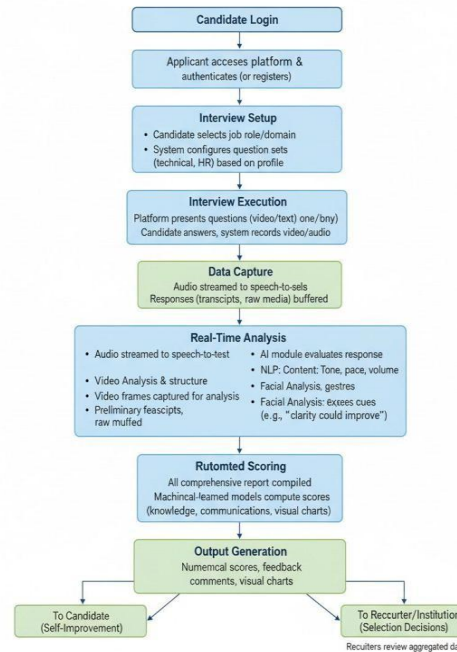 Candidate Login
Applicant acceses platform &
authenticates (or registers)
Interview Setup
• Candidate selects job role/domain
• System configures question sets
(technical, HR) based on profile
Interview Execution
Platform presents questions (video/text) one/bny)
Candidate answers, system records video/audio
Data Capture
Audio streamed to speech-to-sels
Responses (transcipts, raw media) buffered
Real-Time Analysis
• Audio streamed to speech-to-test
• Video Analysis & structure
• Video frames captured for analysis
• Prellminary feascipts,
raw muffed
• AI module evaluates response
• NLP: Content: Tone, pace, volume
• Facial Analysis, gestres
• Facial Analysis: exees cues
(e.g., "clarity could improve")
Rutomted Scoring
All comprehensive report compiled
Machincal-learned models compute scores
(knowledge, communications, visual charts)
Output Generation
Numemcal scores, feedback
comments, visual charts
To Candidate
(Self-Improvement)
To Reccurter/Institution
(Selection Decisions)
Recuiters review aggregated da